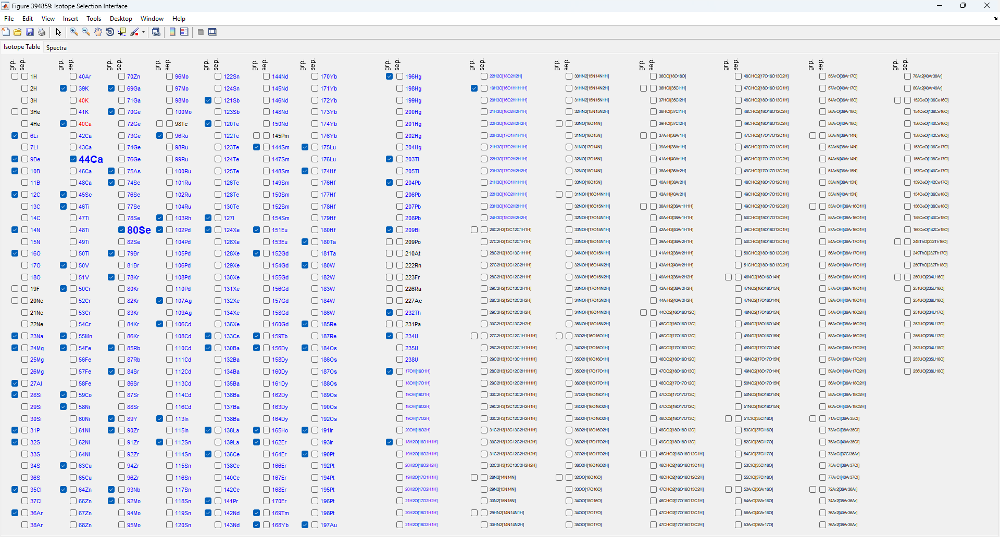 Figure 394859: Isotope Selection Interface
File Edit View Insert Tools Desktop Window Help
Isotope Table
Spectra
grp. sep.
1H
2H
3H
3He
4He
6Li
7Li
9Be
10B
11B
12C
13C
14C
14N
15N
16O
17O
18O
19F
20Ne
21Ne
22Ne
23Na
24Mg
25Mg
26Mg
27Al
28Si
29Si
30Si
31P
32S
33S
34S
36S
35Cl
37Cl
36Ar
38Ar
grp. sep.
40Ar
39K
40K
41K
40Ca
42Ca
43Ca
44Ca
46Ca
48Ca
45Sc
46Ti
47Ti
48Ti
49Ti
50Ti
50V
51V
50Cr
52Cr
53Cr
54Cr
55Mn
54Fe
56Fe
57Fe
58Fe
59Co
58Ni
60Ni
61Ni
62Ni
64Ni
63Cu
65Cu
64Zn
66Zn
67Zn
68Zn
grp. sep.
70Zn
69Ga
71Ga
70Ge
72Ge
73Ge
74Ge
76Ge
75As
74Se
76Se
77Se
78Se
80Se
82Se
79Br
81Br
78Kr
80Kr
82Kr
83Kr
84Kr
86Kr
85Rb
87Rb
84Sr
86Sr
87Sr
88Sr
89Y
90Zr
91Zr
92Zr
94Zr
96Zr
93Nb
92Mo
94Mo
95Mo
grp. sep.
96Mo
97Mo
98Mo
100Mo
98Tc
96Ru
98Ru
99Ru
100Ru
101Ru
102Ru
104Ru
103Rh
102Pd
104Pd
105Pd
106Pd
108Pd
110Pd
107Ag
109Ag
106Cd
108Cd
110Cd
111Cd
112Cd
113Cd
114Cd
116Cd
113In
115In
112Sn
114Sn
115Sn
116Sn
117Sn
118Sn
119Sn
120Sn
grp. sep.
122Sn
124Sn
121Sb
123Sb
120Te
122Te
123Te
124Te
125Te
126Te
128Te
130Te
127I
124Xe
126Xe
128Xe
129Xe
130Xe
131Xe
132Xe
134Xe
136Xe
133Cs
130Ba
132Ba
134Ba
135Ba
136Ba
137Ba
138Ba
138La
139La
136Ce
138Ce
140Ce
142Ce
141Pr
142Nd
143Nd
grp. sep.
144Nd
145Nd
146Nd
148Nd
150Nd
145Pm
144Sm
147Sm
148Sm
149Sm
150Sm
152Sm
154Sm
151Eu
153Eu
152Gd
154Gd
155Gd
156Gd
157Gd
158Gd
160Gd
159Tb
156Dy
158Dy
160Dy
161Dy
162Dy
163Dy
164Dy
165Ho
162Er
164Er
166Er
167Er
168Er
170Er
169Tm
168Yb
grp. sep.
170Yb
171Yb
172Yb
173Yb
174Yb
176Yb
175Lu
176Lu
174Hf
176Hf
177Hf
178Hf
179Hf
180Hf
180Ta
181Ta
180W
182W
183W
184W
186W
185Re
187Re
184Os
186Os
187Os
188Os
189Os
190Os
192Os
191Ir
193Ir
190Pt
192Pt
194Pt
195Pt
196Pt
198Pt
197Au
grp. sep.
196Hg
198Hg
199Hg
200Hg
201Hg
202Hg
204Hg
203Tl
205Tl
204Pb
206Pb
207Pb
208Pb
209Bi
209Po
210At
222Rn
223Fr
226Ra
227Ac
232Th
231Pa
234U
235U
238U
17OH[16O1H]
18OH[17O1H]
19OH[18O1H]
18OH[16O2H]
19OH[17O2H]
20OH[18O2H]
18H2O[16O1H1H]
19H2O[16O2H1H]
20H2O[16O2H2H]
19H2O[17O1H1H]
20H2O[17O2H1H]
21H2O[17O2H2H]
20H2O[18O1H1H]
21H2O[18O2H1H]
grp. sep.
22H2O[18O2H2H]
19H3O[16O1H1H1H]
20H3O[16O2H1H1H]
21H3O[16O2H2H1H]
22H3O[16O2H2H2H]
20H3O[17O1H1H1H]
21H3O[17O2H1H1H]
22H3O[17O2H2H1H]
23H3O[17O2H2H2H]
21H3O[18O1H1H1H]
22H3O[18O2H1H1H]
23H3O[18O2H2H1H]
24H3O[18O2H2H2H]
26C2H2[12C12C1H1H]
27C2H2[13C12C1H1H]
28C2H2[13C13C1H1H]
27C2H2[12C12C2H1H]
28C2H2[13C12C2H1H]
29C2H2[13C13C2H1H]
28C2H2[12C12C2H2H]
29C2H2[13C12C2H2H]
30C2H2[13C13C2H2H]
27C2H3[12C12C1H1H1H]
28C2H3[13C12C1H1H1H]
29C2H3[13C13C1H1H1H]
28C2H3[12C12C2H1H1H]
29C2H3[13C12C2H1H1H]
30C2H3[13C13C2H1H1H]
29C2H3[12C12C2H2H1H]
30C2H3[13C12C2H2H1H]
31C2H3[13C13C2H2H1H]
30C2H3[12C12C2H2H2H]
31C2H3[13C12C2H2H2H]
32C2H3[13C13C2H2H2H]
28N2[14N14N]
29N2[15N14N]
30N2[15N15N]
29HN2[14N14N1H]
30HN2[14N14N2H]
grp. sep.
30HN2[15N14N1H]
31HN2[15N14N2H]
31HN2[15N15N1H]
32HN2[15N15N2H]
30NO[16O14N]
31NO[16O15N]
31NO[17O14N]
32NO[17O15N]
32NO[18O14N]
33NO[18O15N]
31NOH[16O14N1H]
32NOH[16O15N1H]
32NOH[17O14N1H]
33NOH[17O15N1H]
33NOH[18O14N1H]
34NOH[18O15N1H]
32NOH[16O14N2H]
33NOH[16O15N2H]
33NOH[17O14N2H]
34NOH[17O15N2H]
34NOH[18O14N2H]
35NOH[18O15N2H]
33O2H[16O16O1H]
34O2H[17O16O1H]
35O2H[18O16O1H]
35O2H[17O17O1H]
36O2H[18O17O1H]
37O2H[18O18O1H]
34O2H[16O16O2H]
35O2H[17O16O2H]
36O2H[18O16O2H]
36O2H[17O17O2H]
37O2H[18O17O2H]
38O2H[18O18O2H]
32OO[16O16O]
33OO[17O16O]
34OO[18O16O]
34OO[17O17O]
35OO[18O17O]
grp. sep.
36OO[18O18O]
36HCl[35Cl1H]
37HCl[35Cl2H]
38HCl[37Cl1H]
39HCl[37Cl2H]
37ArH[36Ar1H]
39ArH[38Ar1H]
41ArH[40Ar1H]
38ArH[36Ar2H]
40ArH[38Ar2H]
42ArH[40Ar2H]
38ArH2[36Ar1H1H]
40ArH2[38Ar1H1H]
42ArH2[40Ar1H1H]
39ArH2[36Ar2H1H]
41ArH2[38Ar2H1H]
43ArH2[40Ar2H1H]
40ArH2[36Ar2H2H]
42ArH2[38Ar2H2H]
44ArH2[40Ar2H2H]
44CO2[16O16O12C]
45CO2[16O16O13C]
45CO2[17O16O12C]
46CO2[17O16O13C]
46CO2[18O16O12C]
47CO2[18O16O13C]
46CO2[17O17O12C]
47CO2[17O17O13C]
47CO2[18O17O12C]
48CO2[18O17O13C]
48CO2[18O18O12C]
49CO2[18O18O13C]
45CHO2[16O16O12C1H]
46CHO2[16O16O13C1H]
46CHO2[16O16O12C2H]
47CHO2[16O16O13C2H]
46CHO2[17O16O12C1H]
47CHO2[17O16O13C1H]
47CHO2[17O16O12C2H]
grp. sep.
48CHO2[17O16O13C2H]
47CHO2[18O16O12C1H]
48CHO2[18O16O13C1H]
48CHO2[18O16O12C2H]
49CHO2[18O16O13C2H]
47CHO2[17O17O12C1H]
48CHO2[17O17O13C1H]
48CHO2[17O17O12C2H]
49CHO2[17O17O13C2H]
48CHO2[18O17O12C1H]
49CHO2[18O17O13C1H]
49CHO2[18O17O12C2H]
50CHO2[18O17O13C2H]
49CHO2[18O18O12C1H]
50CHO2[18O18O13C1H]
50CHO2[18O18O12C2H]
51CHO2[18O18O13C2H]
46NO2[16O16O14N]
47NO2[16O16O15N]
47NO2[17O16O14N]
48NO2[17O16O15N]
48NO2[18O16O14N]
49NO2[18O16O15N]
48NO2[17O17O14N]
49NO2[17O17O15N]
49NO2[18O17O14N]
50NO2[18O17O15N]
50NO2[18O18O14N]
51NO2[18O18O15N]
51ClO[35Cl16O]
53ClO[37Cl16O]
52ClO[35Cl17O]
54ClO[37Cl17O]
53ClO[35Cl18O]
55ClO[37Cl18O]
52ArO[36Ar16O]
54ArO[38Ar16O]
56ArO[40Ar16O]
53ArO[36Ar17O]
grp. sep.
55ArO[38Ar17O]
57ArO[40Ar17O]
54ArO[36Ar18O]
56ArO[38Ar18O]
58ArO[40Ar18O]
50ArN[36Ar14N]
52ArN[38Ar14N]
54ArN[40Ar14N]
51ArN[36Ar15N]
53ArN[38Ar15N]
55ArN[40Ar15N]
53ArOH[36Ar16O1H]
55ArOH[38Ar16O1H]
57ArOH[40Ar16O1H]
54ArOH[36Ar17O1H]
56ArOH[38Ar17O1H]
58ArOH[40Ar17O1H]
55ArOH[36Ar18O1H]
57ArOH[38Ar18O1H]
59ArOH[40Ar18O1H]
54ArOH[36Ar16O2H]
56ArOH[38Ar16O2H]
58ArOH[40Ar16O2H]
55ArOH[36Ar17O2H]
57ArOH[38Ar17O2H]
59ArOH[40Ar17O2H]
56ArOH[36Ar18O2H]
58ArOH[38Ar18O2H]
60ArOH[40Ar18O2H]
71ArCl[36Ar35Cl]
73ArCl[38Ar35Cl]
75ArCl[40Ar35Cl]
73ArCl[37Cl36Ar]
75ArCl[38Ar37Cl]
77ArCl[40Ar37Cl]
72Ar2[36Ar36Ar]
74Ar2[38Ar36Ar]
76Ar2[40Ar36Ar]
76Ar2[38Ar38Ar]
grp. sep.
78Ar2[40Ar38Ar]
80Ar2[40Ar40Ar]
152CeO[136Ce16O]
154CeO[138Ce16O]
156CeO[140Ce16O]
158CeO[142Ce16O]
153CeO[136Ce17O]
155CeO[138Ce17O]
157CeO[140Ce17O]
159CeO[142Ce17O]
154CeO[136Ce18O]
156CeO[138Ce18O]
158CeO[140Ce18O]
160CeO[142Ce18O]
248ThO[232Th16O]
249ThO[232Th17O]
250ThO[232Th18O]
250UO[234U16O]
251UO[235U16O]
254UO[238U16O]
251UO[234U17O]
252UO[235U17O]
255UO[238U17O]
252UO[234U18O]
253UO[235U18O]
256UO[238U18O]